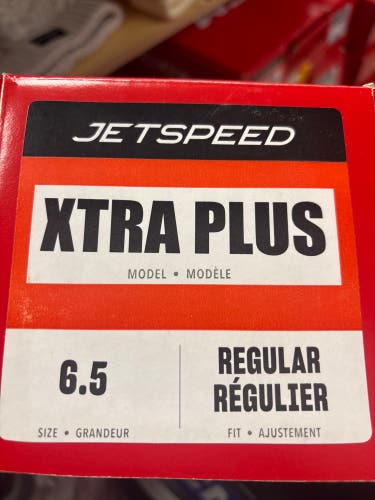 JETSPEED
XTRA PLUS
MODEL • MODÈLE
6.5
SIZE • GRANDEUR
REGULAR
RÉGULIER
FIT • AJUSTEMENT